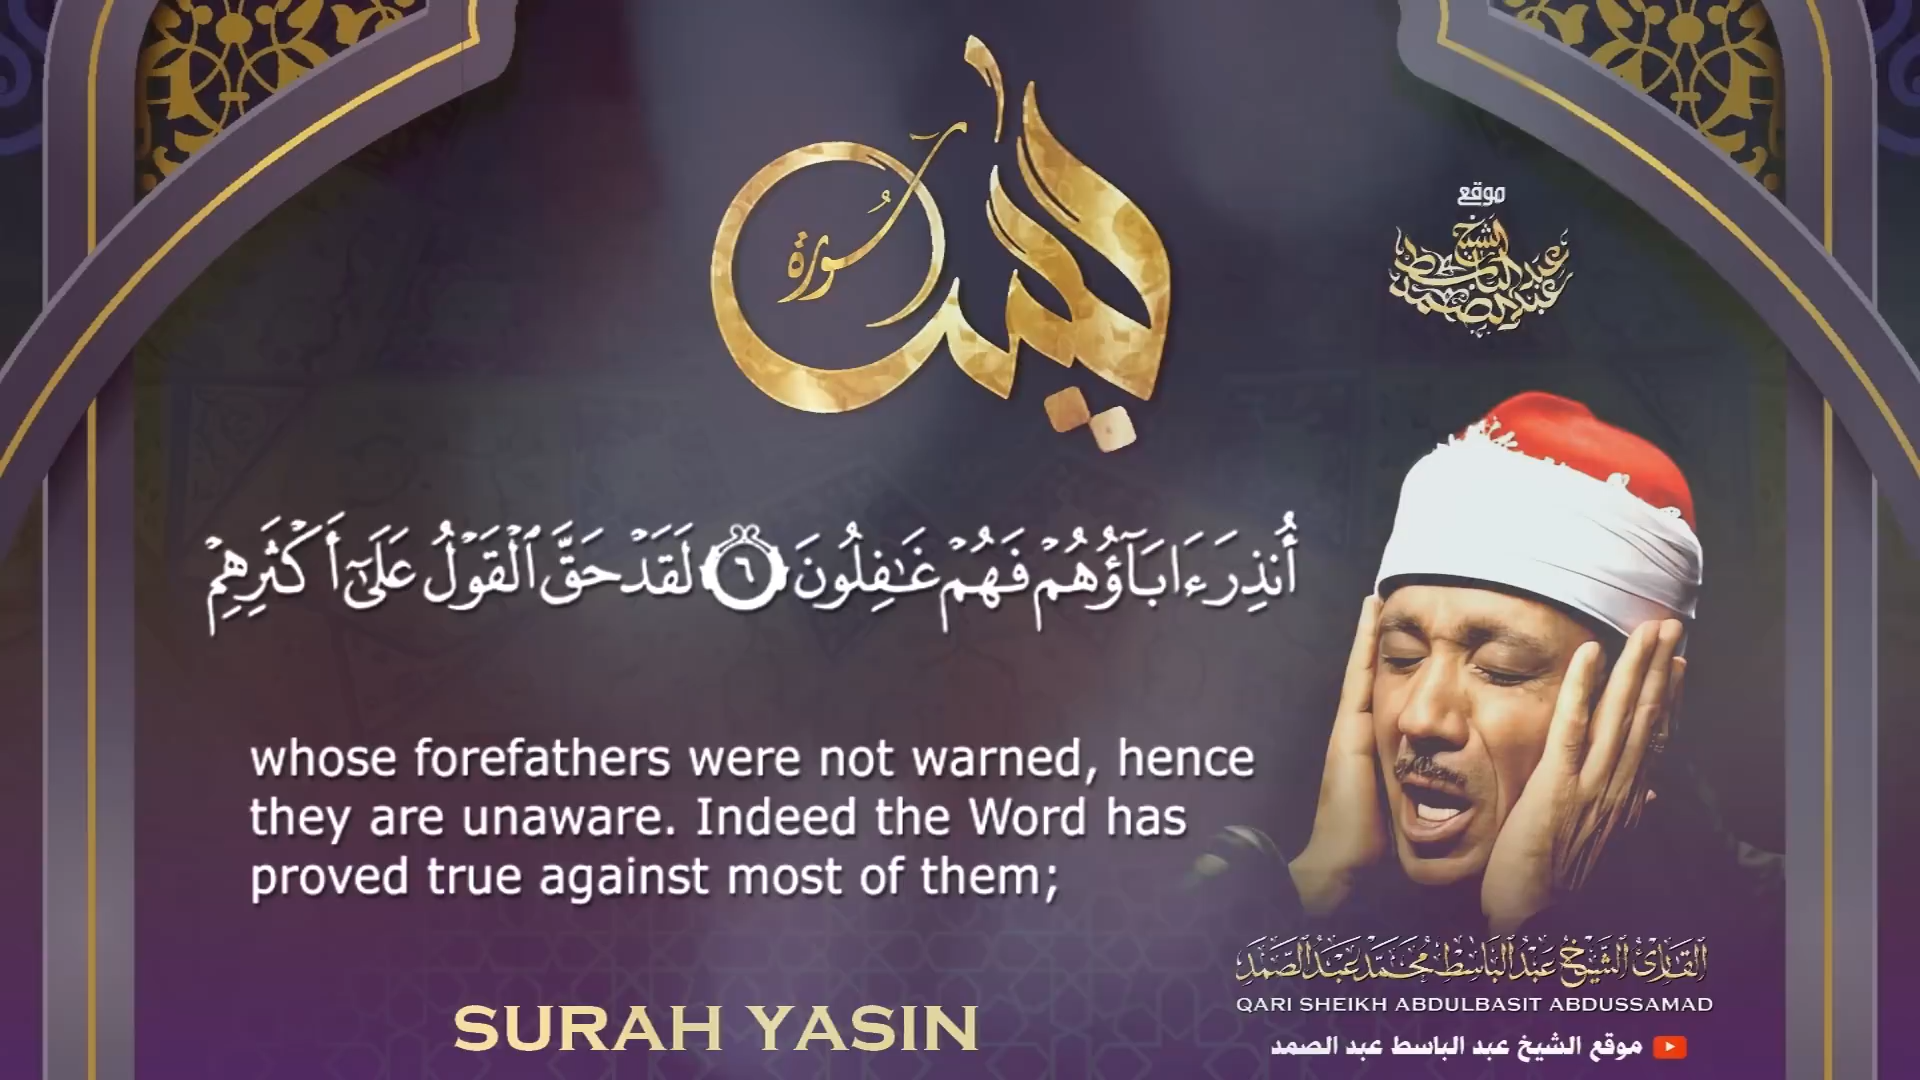 سورة
يس
موقع
الشيخ
عبد الباسط
عبد الصمد
أُنذِرَ ءَابَآؤُهُمْ فَهُمْ غَٰفِلُونَ ٦ لَقَدْ حَقَّ ٱلْقَوْلُ عَلَىٰٓ أَكْثَرِهِمْ
whose forefathers were not warned, hence
they are unaware. Indeed the Word has
proved true against most of them;
القارئ الشيخ عبد الباسط محمد عبد الصمد
QARI SHEIKH ABDULBASIT ABDUSSAMAD
SURAH YASIN
موقع الشيخ عبد الباسط عبد الصمد